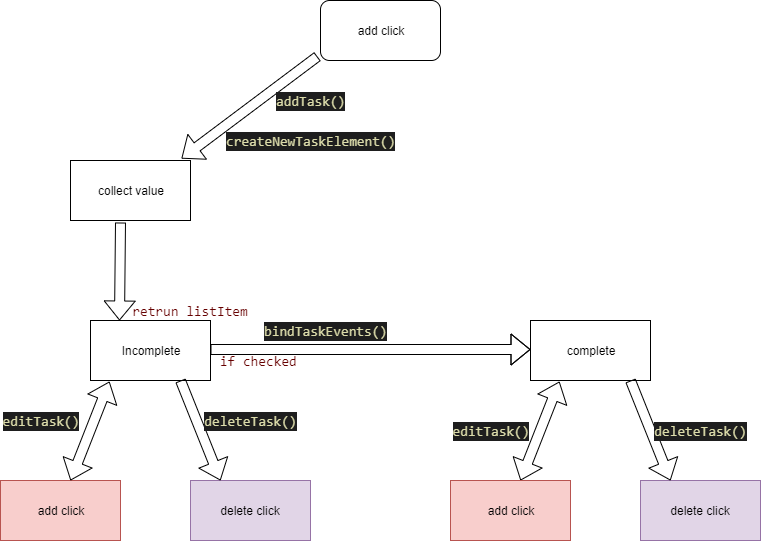 add click
addTask()
createNewTaskElement()
collect value
retrun listItem
Incomplete
bindTaskEvents()
if checked
complete
editTask()
deleteTask()
editTask()
deleteTask()
add click
delete click
add click
delete click